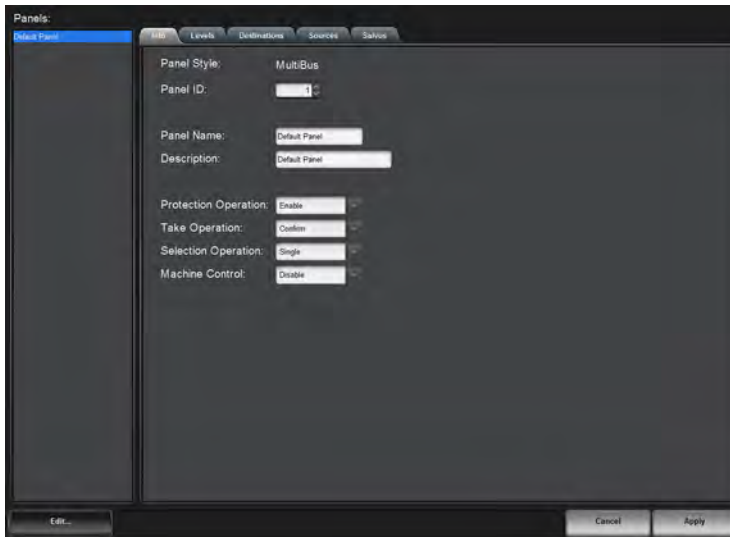 Panels:
Default Panel
Info Levels Destinations Sources Salvos
Panel Style: MultiBus
Panel ID: 1
Panel Name: Default Panel
Description: Default Panel
Protection Operation: Enable
Take Operation: Confirm
Selection Operation: Single
Machine Control: Disable
Edit... Cancel Apply